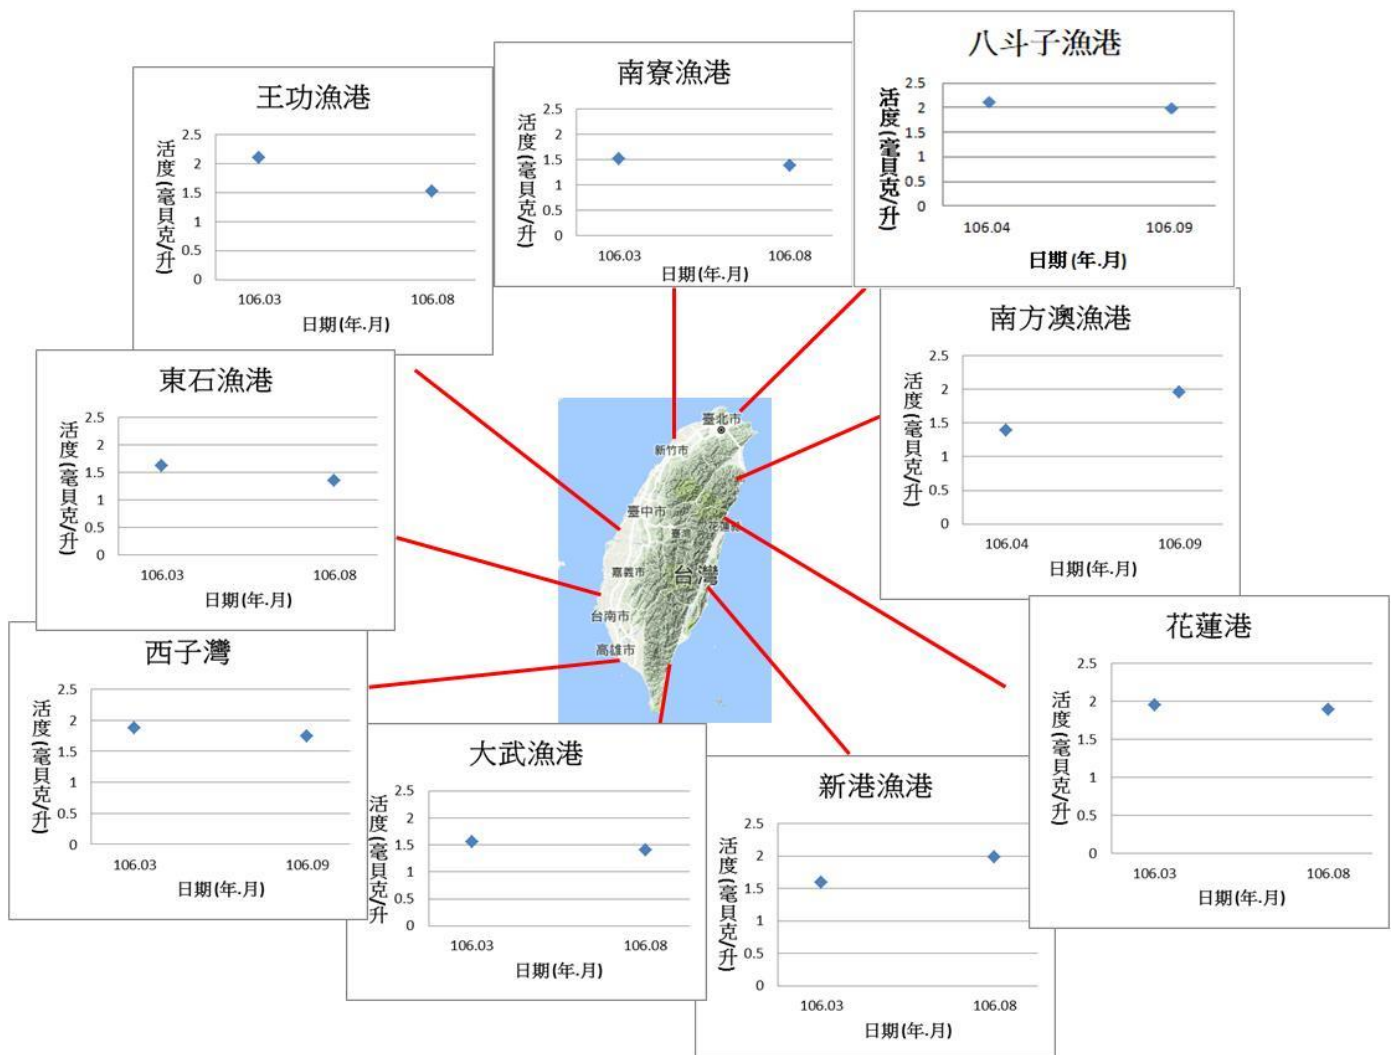 王功漁港
活度(毫貝克/升)
2.5
2
1.5
1
0.5
0
106.03
106.08
日期(年.月)
南寮漁港
活度(毫貝克/升)
2.5
2
1.5
1
0.5
0
106.03
106.08
日期(年.月)
八斗子漁港
活度(毫貝克/升)
2.5
2
1.5
1
0.5
0
106.04
106.09
日期(年.月)
東石漁港
活度(毫貝克/升)
2.5
2
1.5
1
0.5
0
106.03
106.08
日期(年.月)
臺北市
新竹市
臺中市
臺灣
花蓮縣
嘉義市
台灣
台南市
高雄市
南方澳漁港
活度(毫貝克/升)
2.5
2
1.5
1
0.5
0
106.04
106.09
日期(年.月)
西子灣
活度(毫貝克/升)
2.5
2
1.5
1
0.5
0
106.03
106.09
日期(年.月)
大武漁港
活度(毫貝克/升
2.5
2
1.5
1
0.5
0
106.03
106.08
日期(年.月)
新港漁港
活度(毫貝克/升)
2.5
2
1.5
1
0.5
0
106.03
106.08
日期(年.月)
花蓮港
活度(毫貝克/升)
2.5
2
1.5
1
0.5
0
106.03
106.08
日期(年.月)